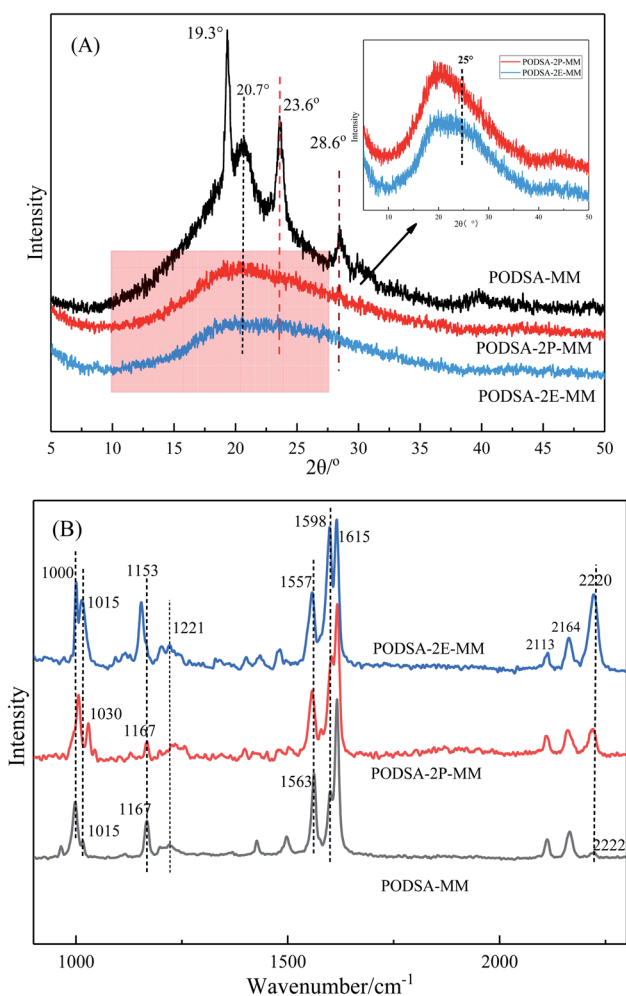 (A)
19.3°
20.7°
23.6°
28.6°
25°
PODSA-2P-MM
PODSA-2E-MM
Intensity
5 10 20 30 40 50
2θ( °)
Intensity
PODSA-MM
PODSA-2P-MM
PODSA-2E-MM
5 10 15 20 25 30 35 40 45 50
2θ/°
(B)
1000
1015
1153
1221
1557
1598
1615
2220
2113
2164
PODSA-2E-MM
1030
1167
PODSA-2P-MM
1563
1167
1015
2222
PODSA-MM
Intensity
1000 1500 2000
Wavenumber/cm⁻¹